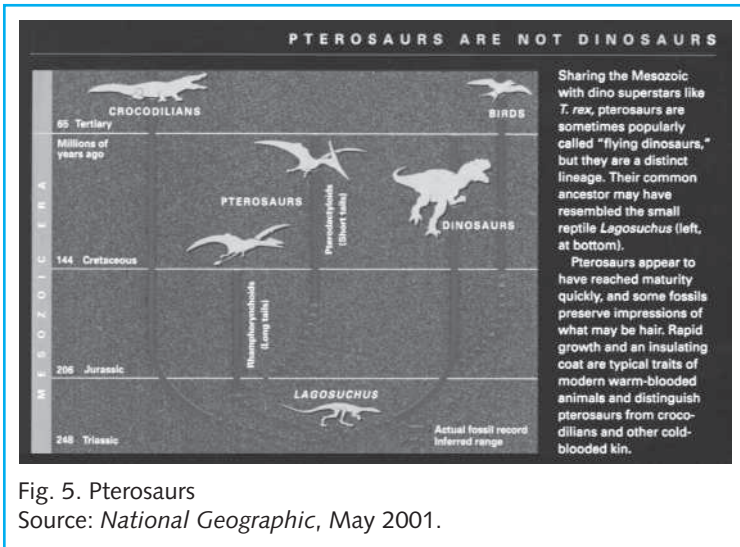 PTEROSAURS ARE NOT DINOSAURS
CROCODILIANS
BIRDS
65 Tertiary
Millions of
years ago
PTEROSAURS
Pterodactyloids
(Short tails)
DINOSAURS
144 Cretaceous
Rhamphorynchoids
(Long tails)
206 Jurassic
LAGOSUCHUS
248 Triassic
Actual fossil record
Inferred range
MESOZOIC ERA
Sharing the Mesozoic
with dino superstars like
T. rex, pterosaurs are
sometimes popularly
called "flying dinosaurs,"
but they are a distinct
lineage. Their common
ancestor may have
resembled the small
reptile Lagosuchus (left,
at bottom).
Pterosaurs appear to
have reached maturity
quickly, and some fossils
preserve impressions of
what may be hair. Rapid
growth and an insulating
coat are typical traits of
modern warm-blooded
animals and distinguish
pterosaurs from croco-
dilians and other cold-
blooded kin.
Fig. 5. Pterosaurs
Source: National Geographic, May 2001.